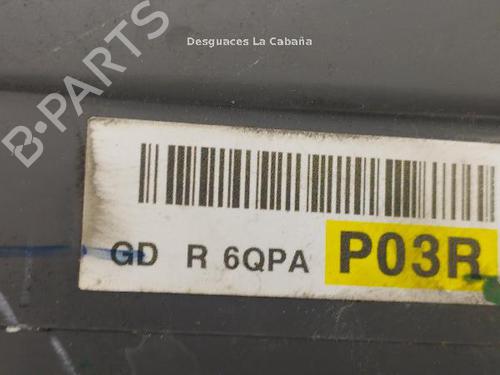 Desguaces La Cabaña
B-PARTS
GD R 6QPA P03R